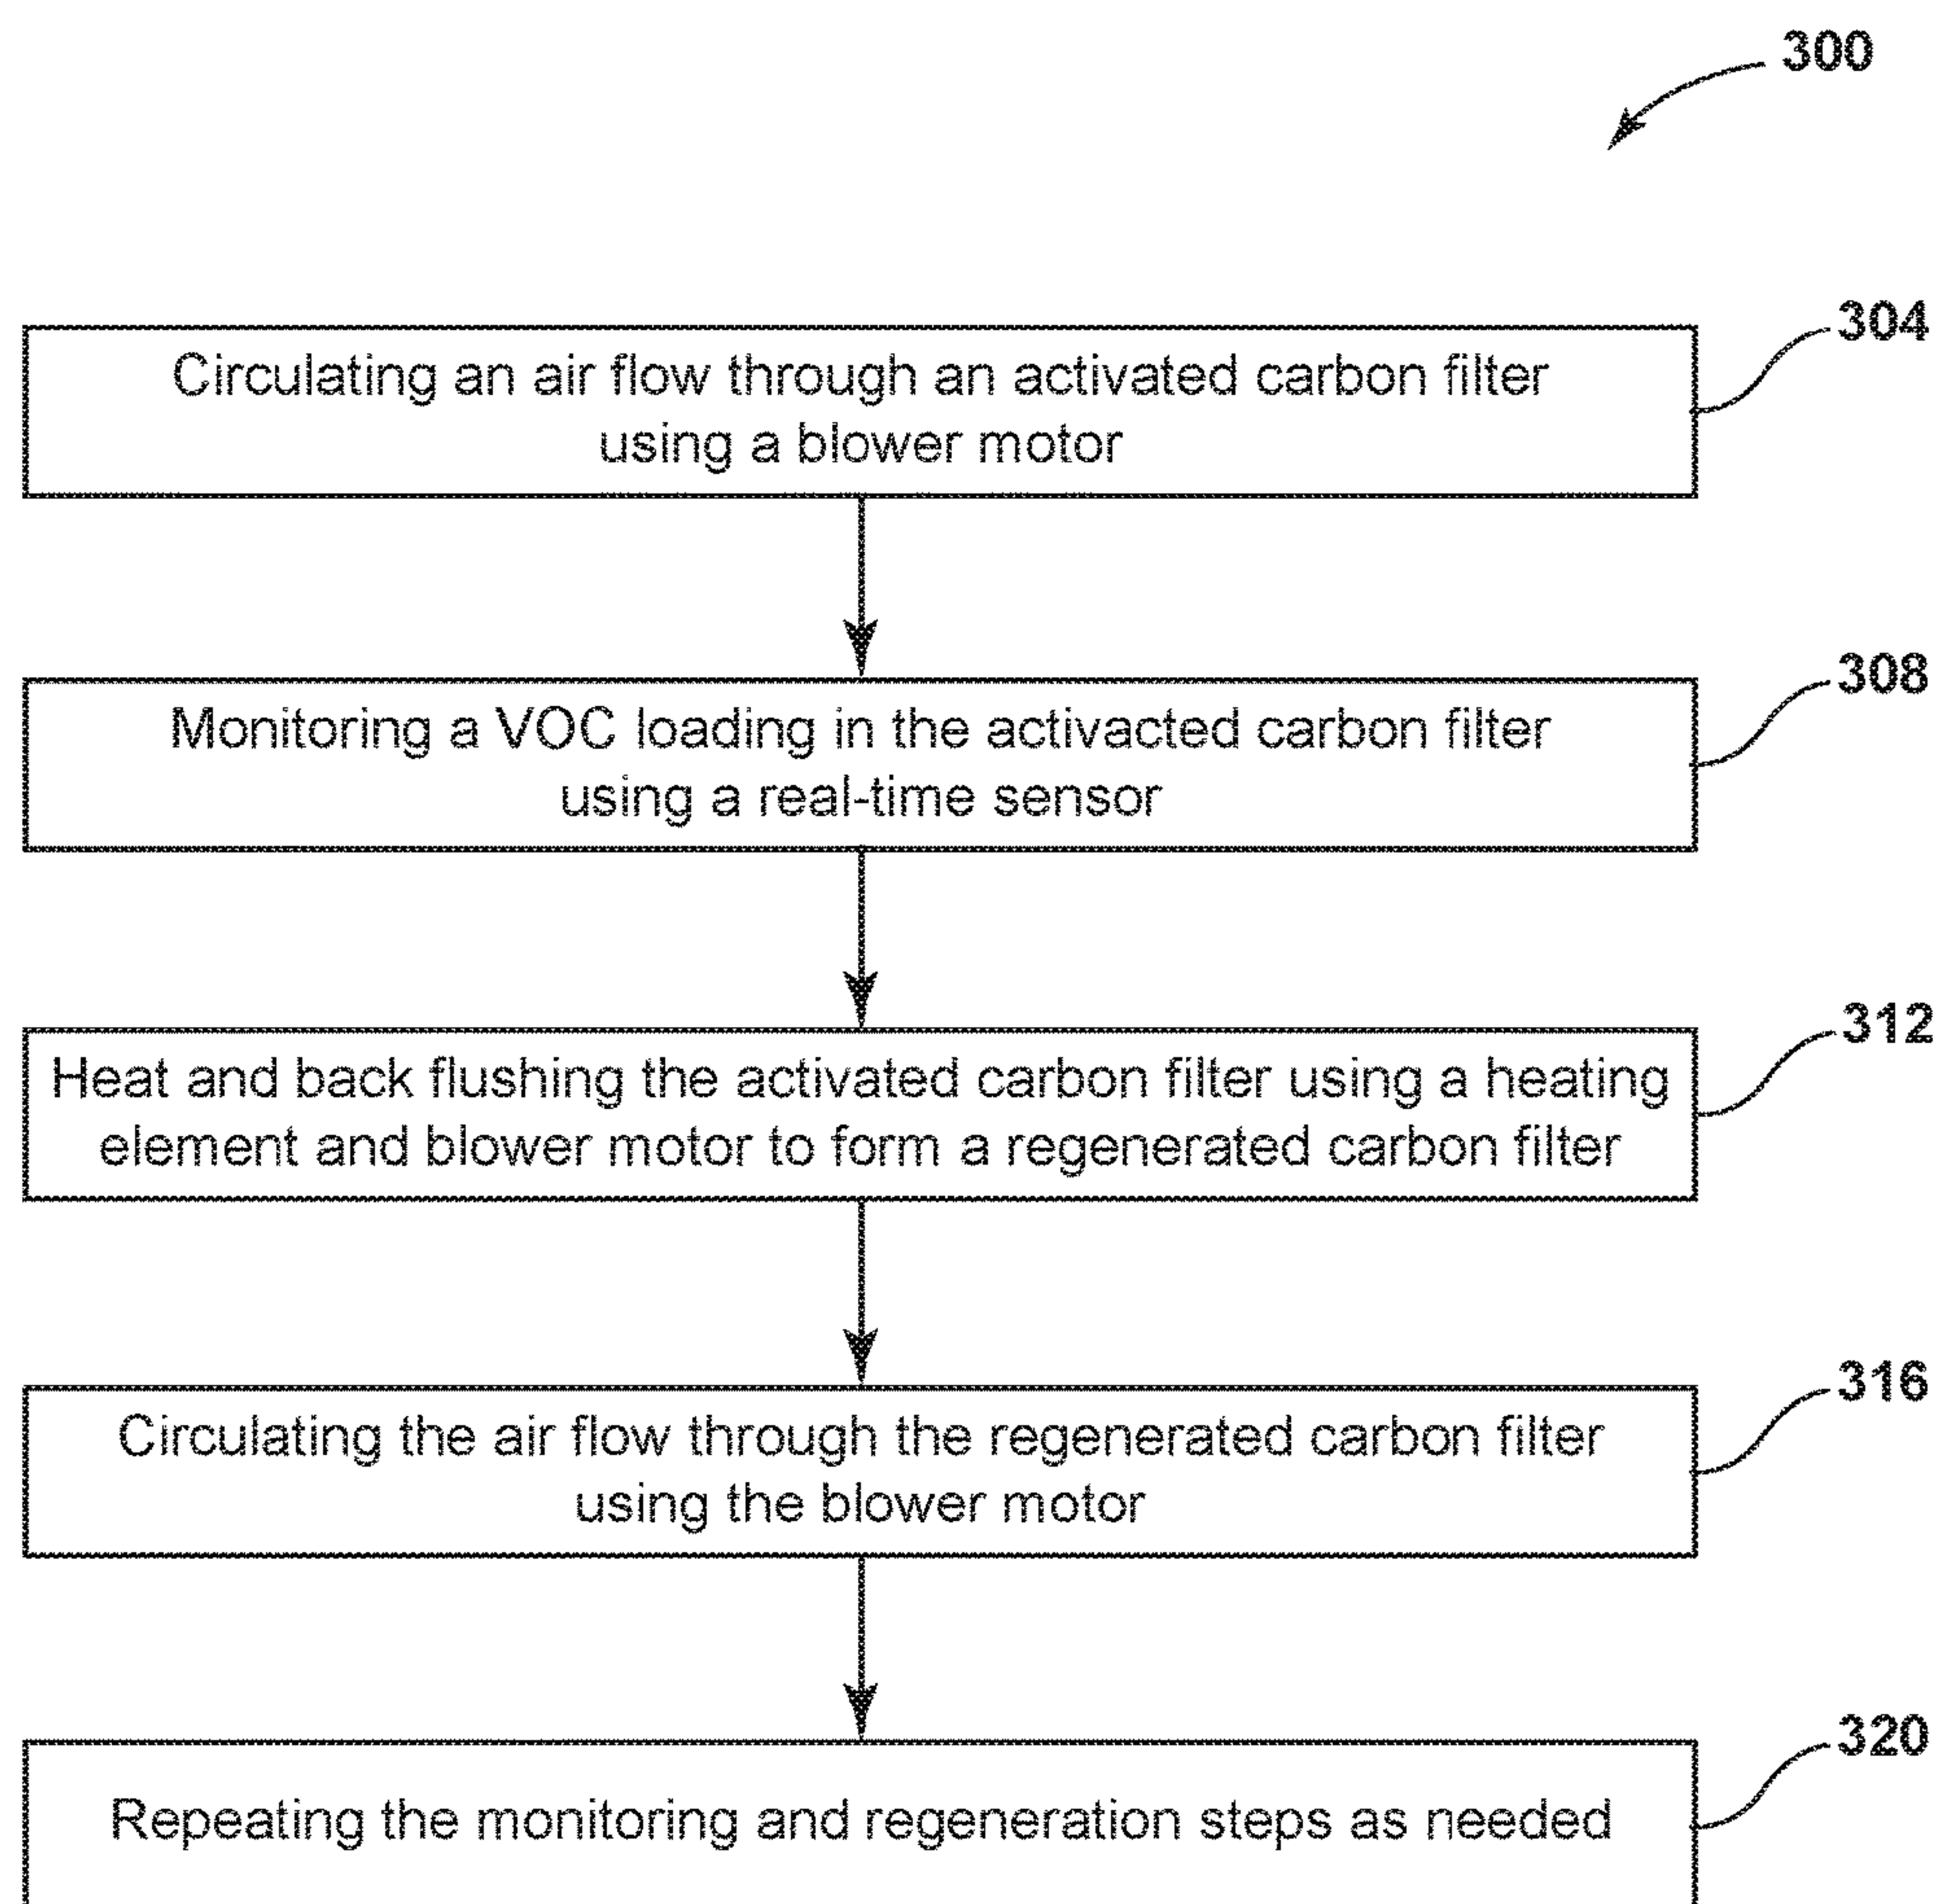 300
304
Circulating an air flow through an activated carbon filter
using a blower motor
308
Monitoring a VOC loading in the activacted carbon filter
using a real-time sensor
312
Heat and back flushing the activated carbon filter using a heating
element and blower motor to form a regenerated carbon filter
316
Circulating the air flow through the regenerated carbon filter
using the blower motor
320
Repeating the monitoring and regeneration steps as needed